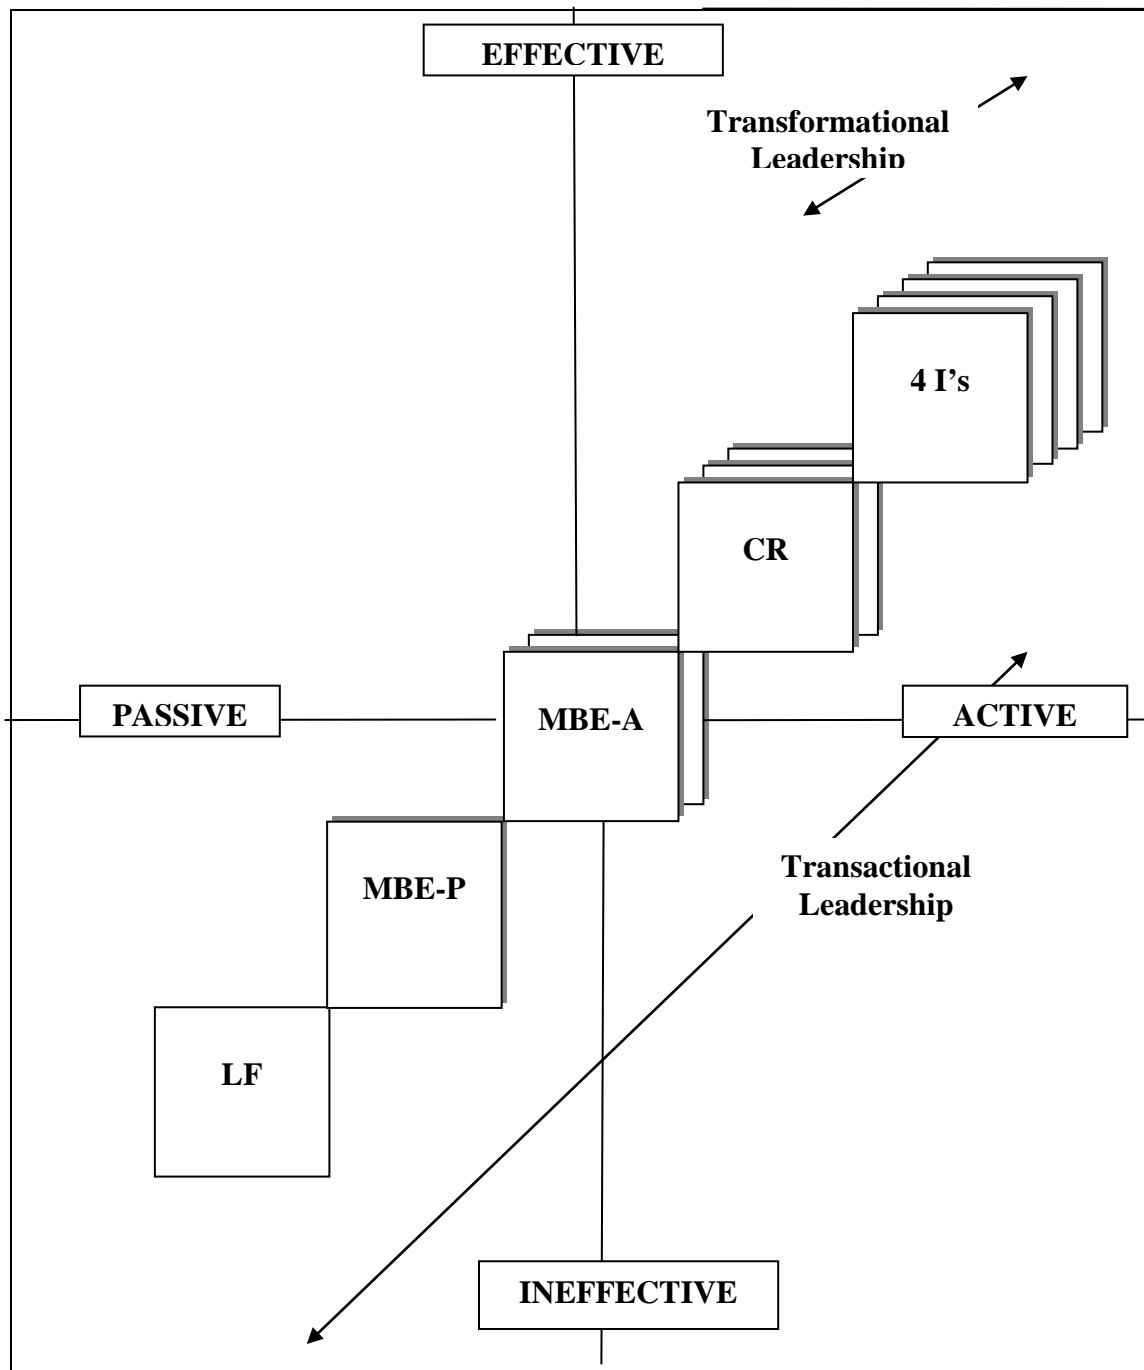 EFFECTIVE
Transformational
Leadership
4 I’s
CR
PASSIVE
MBE-A
ACTIVE
MBE-P
Transactional
Leadership
LF
INEFFECTIVE